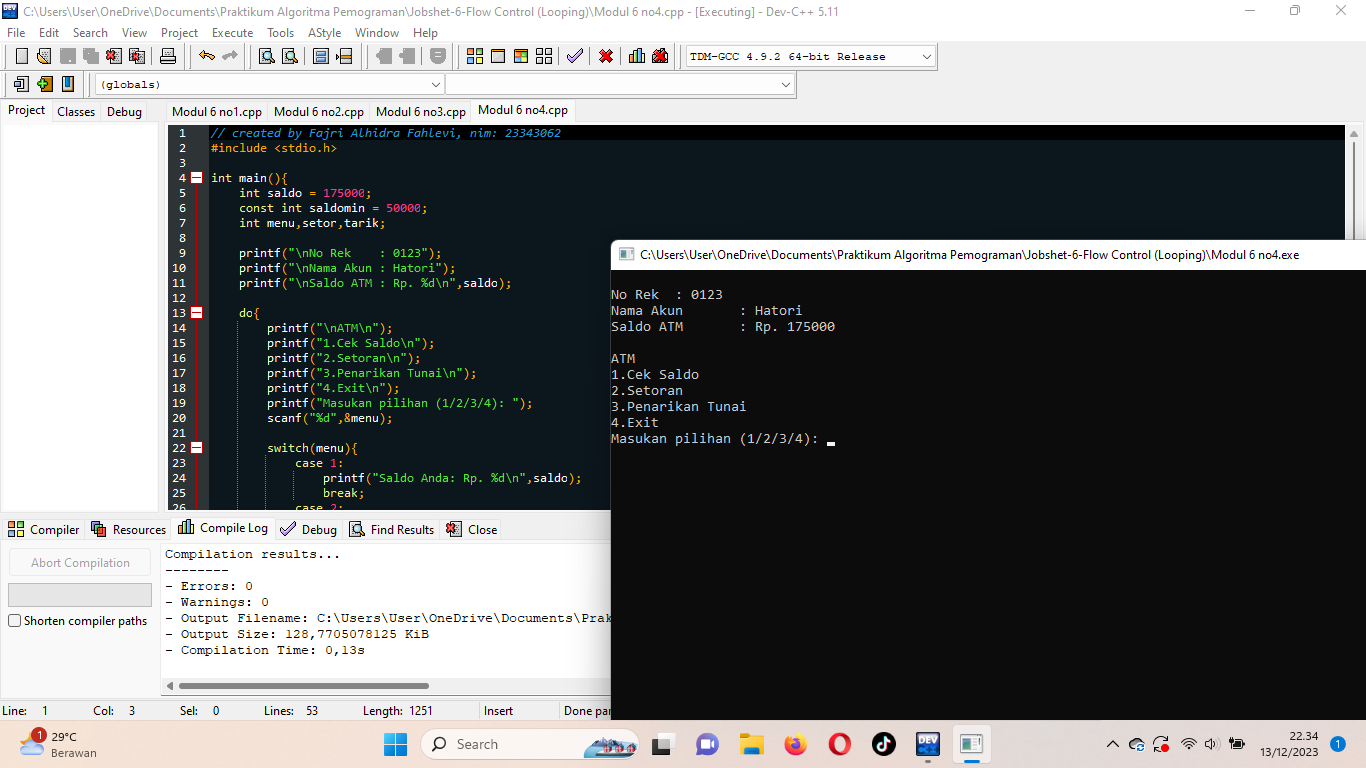 C:\Users\User\OneDrive\Documents\Praktikum Algoritma Pemograman\Jobshet-6-Flow Control (Looping)\Modul 6 no4.cpp - [Executing] - Dev-C++ 5.11
File Edit Search View Project Execute Tools AStyle Window Help
TDM-GCC 4.9.2 64-bit Release
(globals)
Project Classes Debug
Modul 6 no1.cpp Modul 6 no2.cpp Modul 6 no3.cpp Modul 6 no4.cpp
1 // created by Fajri Alhidra Fahlevi, nim: 23343062
2 #include <stdio.h>
3
4 int main(){
5 int saldo = 175000;
6 const int saldomin = 50000;
7 int menu,setor,tarik;
8
9 printf("\nNo Rek    : 0123");
10 printf("\nNama Akun : Hatori");
11 printf("\nSaldo ATM : Rp. %d\n",saldo);
12
13 do{
14 printf("\nATM\n");
15 printf("1.Cek Saldo\n");
16 printf("2.Setoran\n");
17 printf("3.Penarikan Tunai\n");
18 printf("4.Exit\n");
19 printf("Masukan pilihan (1/2/3/4): ");
20 scanf("%d",&menu);
21
22 switch(menu){
23 case 1:
24 printf("Saldo Anda: Rp. %d\n",saldo);
25 break;
26 case 2:
C:\Users\User\OneDrive\Documents\Praktikum Algoritma Pemograman\Jobshet-6-Flow Control (Looping)\Modul 6 no4.exe
No Rek  : 0123
Nama Akun       : Hatori
Saldo ATM       : Rp. 175000
ATM
1.Cek Saldo
2.Setoran
3.Penarikan Tunai
4.Exit
Masukan pilihan (1/2/3/4):
Compiler Resources Compile Log Debug Find Results Close
Abort Compilation
Shorten compiler paths
Compilation results...
--------
- Errors: 0
- Warnings: 0
- Output Filename: C:\Users\User\OneDrive\Documents\Prak
- Output Size: 128,7705078125 KiB
- Compilation Time: 0,13s
Line: 1 Col: 3 Sel: 0 Lines: 53 Length: 1251 Insert Done par
1
29°C
Berawan
Search
DEV
22.34
13/12/2023
1